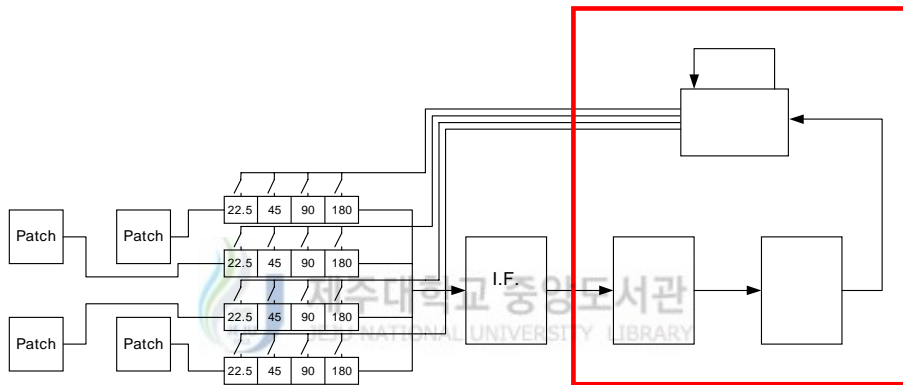 22.5 45 90 180
Patch Patch
22.5 45 90 180
I.F.
제주대학교 중앙도서관
22.5 45 90 180
JEJU NATIONAL UNIVERSITY LIBRARY
Patch Patch
22.5 45 90 180